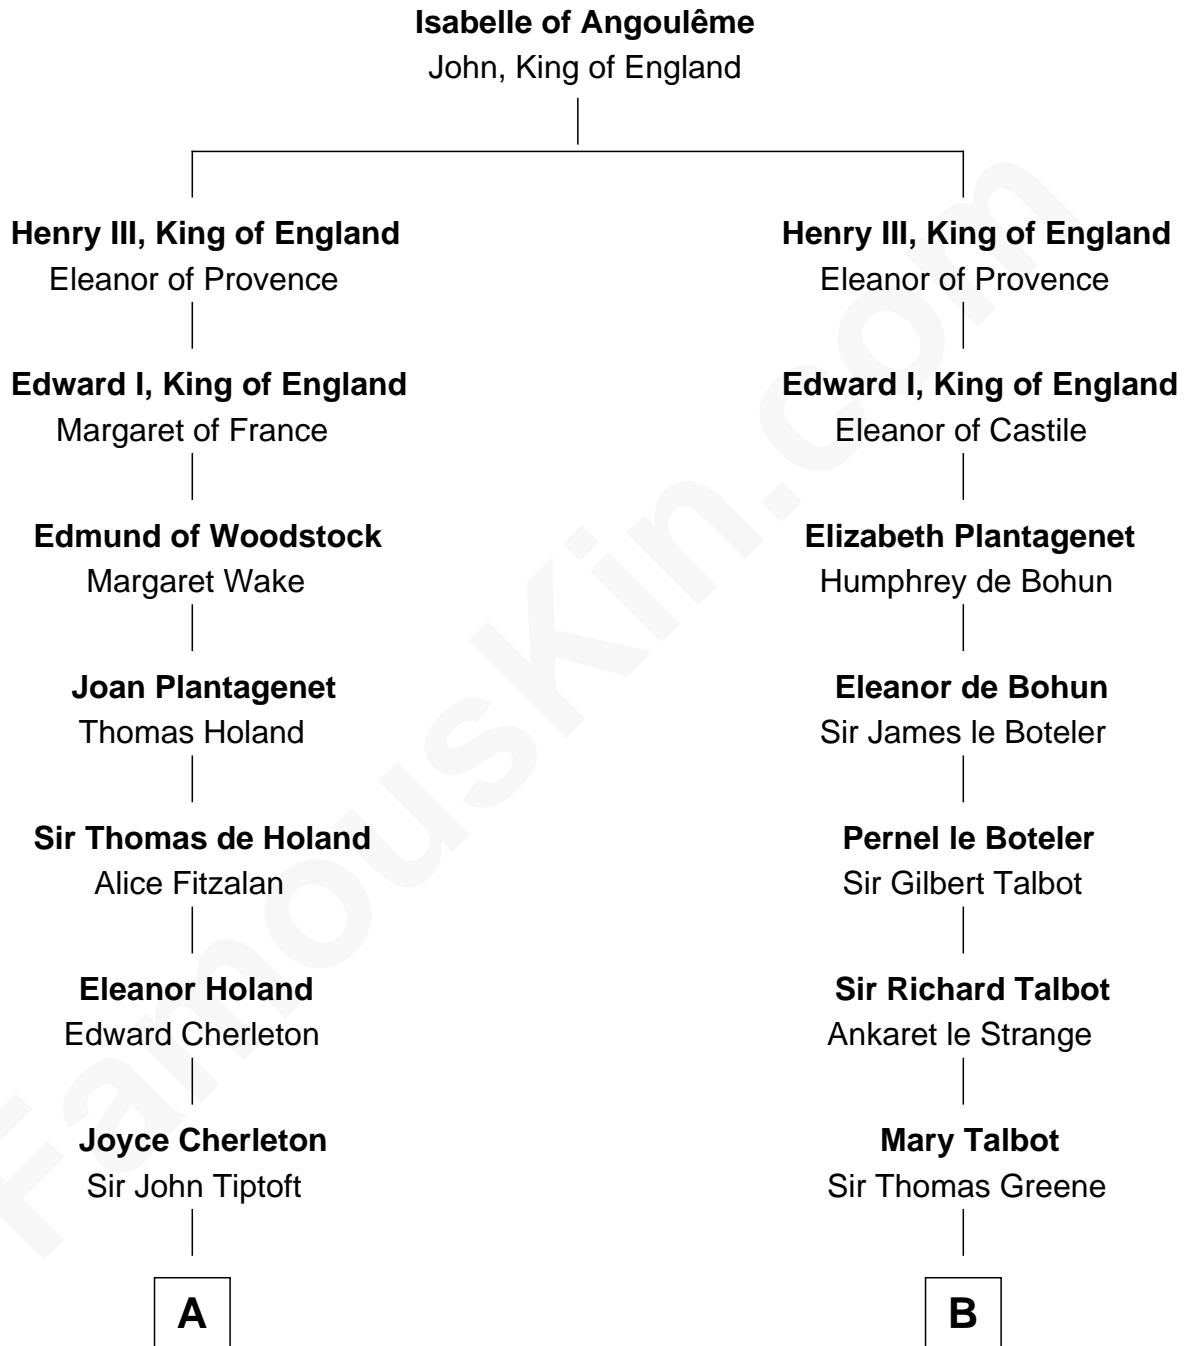 Isabelle of Angoulême
John, King of England
Henry III, King of England
Eleanor of Provence
Henry III, King of England
Eleanor of Provence
Edward I, King of England
Margaret of France
Edward I, King of England
Eleanor of Castile
Edmund of Woodstock
Margaret Wake
Elizabeth Plantagenet
Humphrey de Bohun
Joan Plantagenet
Thomas Holand
Eleanor de Bohun
Sir James le Boteler
Sir Thomas de Holand
Alice Fitzalan
Pernel le Boteler
Sir Gilbert Talbot
Eleanor Holand
Edward Cherleton
Sir Richard Talbot
Ankaret le Strange
Joyce Cherleton
Sir John Tiptoft
Mary Talbot
Sir Thomas Greene
A
B
FamousKin.com